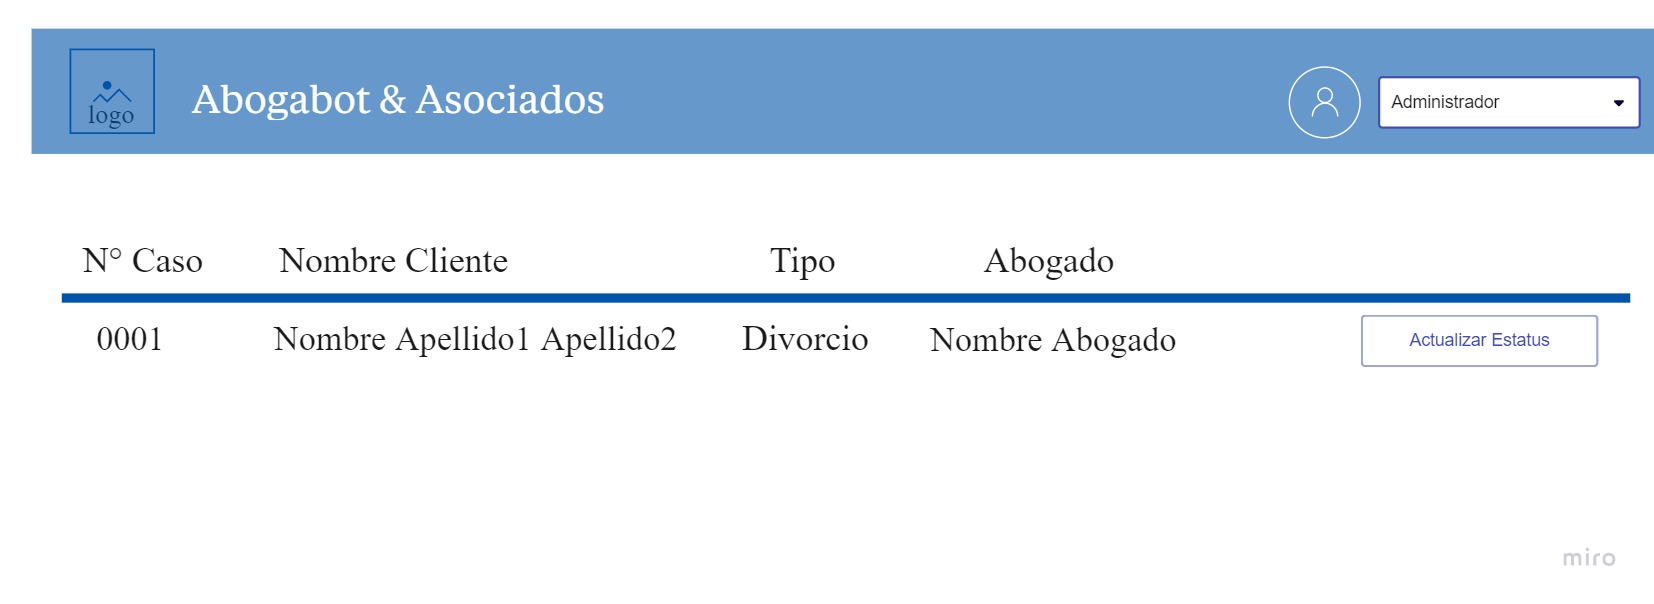 logo
Abogabot & Asociados
Administrador
N° Caso Nombre Cliente Tipo Abogado
0001 Nombre Apellido1 Apellido2 Divorcio Nombre Abogado Actualizar Estatus
miro